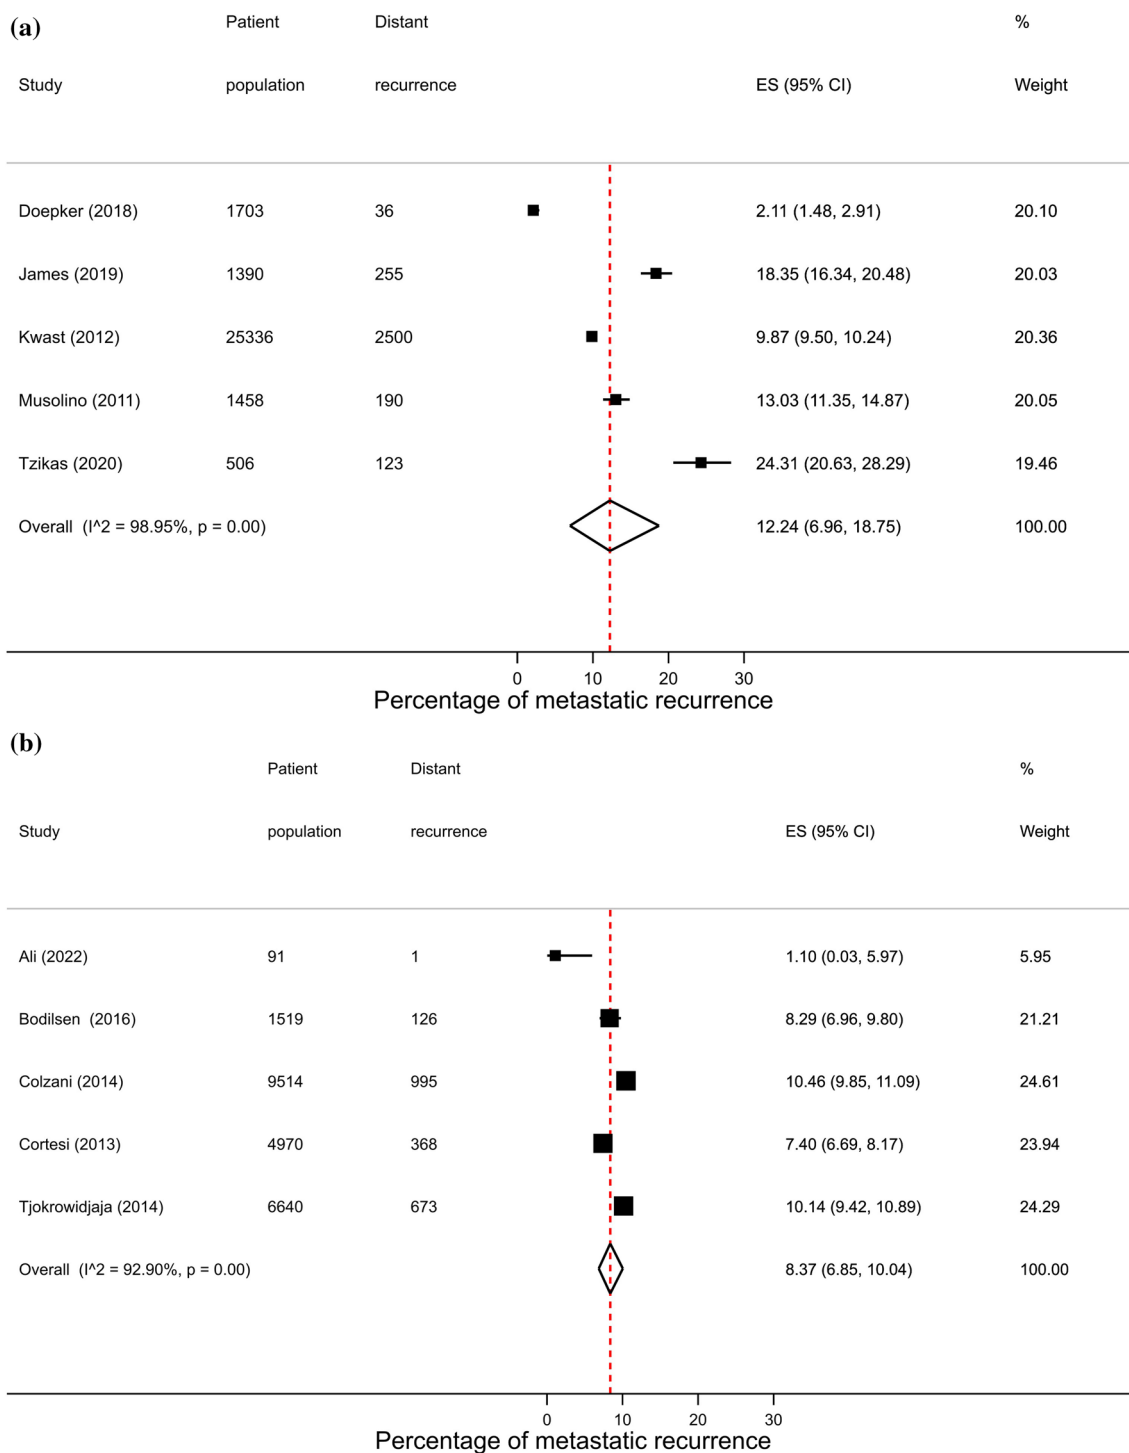 (a)
Patient Distant %
Study population recurrence ES (95% CI) Weight
Doepker (2018) 1703 36 2.11 (1.48, 2.91) 20.10
James (2019) 1390 255 18.35 (16.34, 20.48) 20.03
Kwast (2012) 25336 2500 9.87 (9.50, 10.24) 20.36
Musolino (2011) 1458 190 13.03 (11.35, 14.87) 20.05
Tzikas (2020) 506 123 24.31 (20.63, 28.29) 19.46
Overall (I^2 = 98.95%, p = 0.00) 12.24 (6.96, 18.75) 100.00
0 10 20 30
Percentage of metastatic recurrence
(b)
Patient Distant %
Study population recurrence ES (95% CI) Weight
Ali (2022) 91 1 1.10 (0.03, 5.97) 5.95
Bodilsen (2016) 1519 126 8.29 (6.96, 9.80) 21.21
Colzani (2014) 9514 995 10.46 (9.85, 11.09) 24.61
Cortesi (2013) 4970 368 7.40 (6.69, 8.17) 23.94
Tjokrowidjaja (2014) 6640 673 10.14 (9.42, 10.89) 24.29
Overall (I^2 = 92.90%, p = 0.00) 8.37 (6.85, 10.04) 100.00
0 10 20 30
Percentage of metastatic recurrence